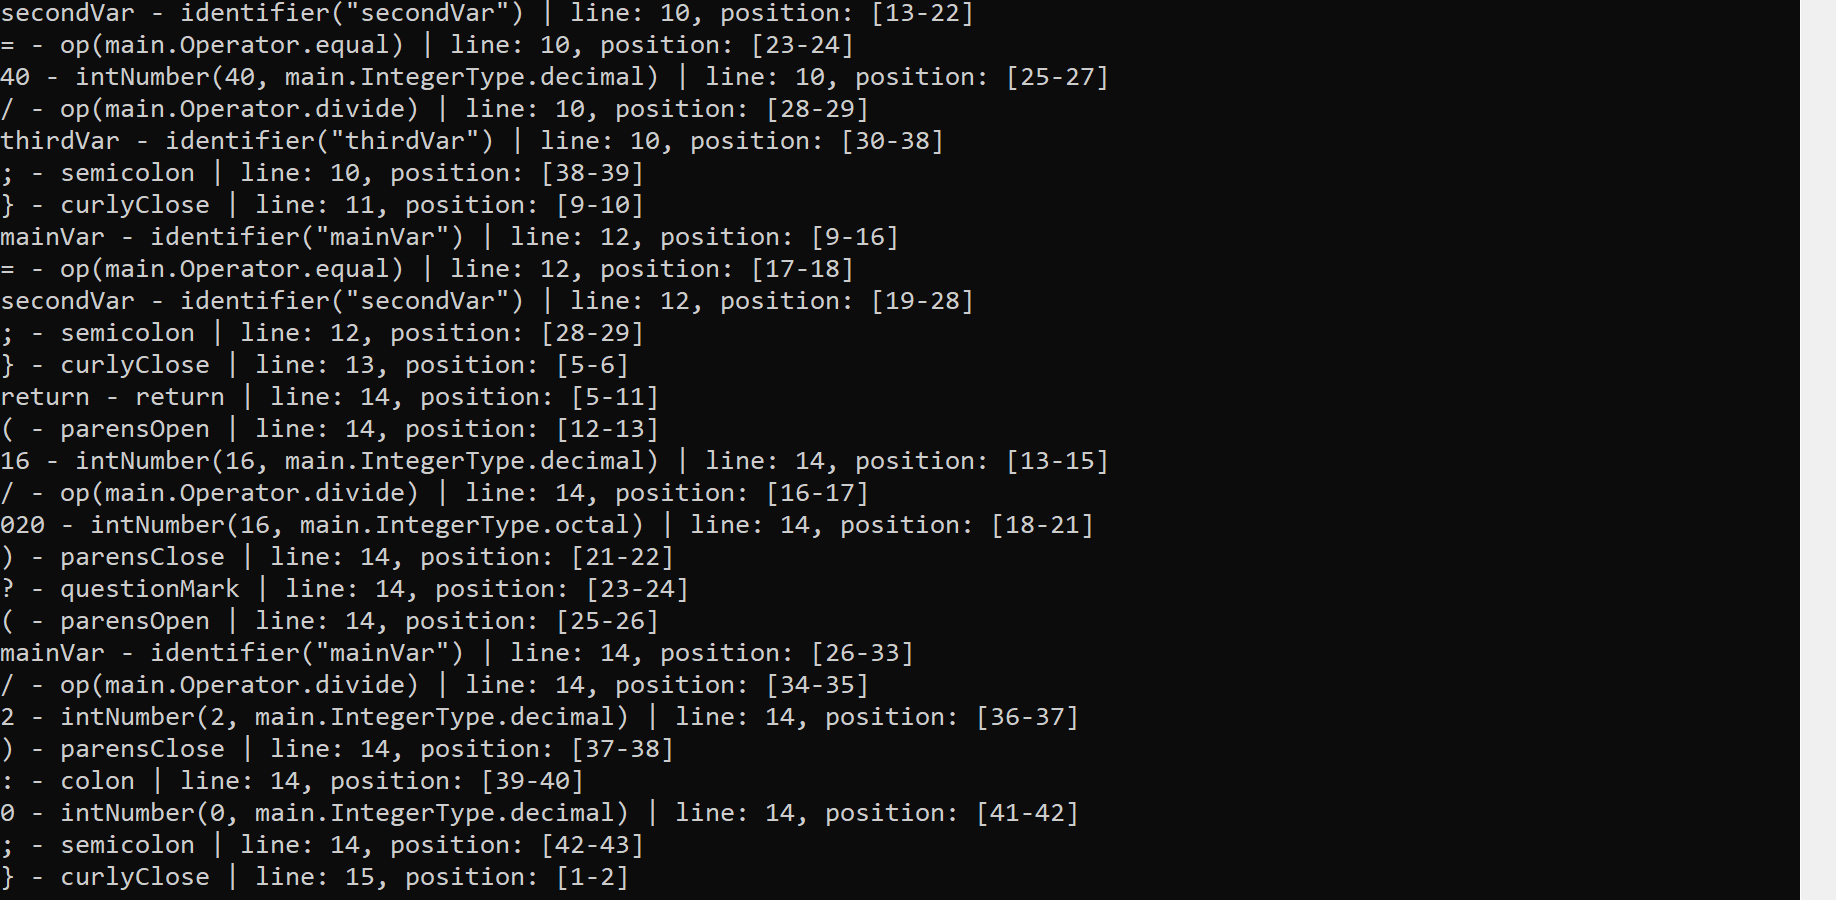 secondVar - identifier("secondVar") | line: 10, position: [13-22]
= - op(main.Operator.equal) | line: 10, position: [23-24]
40 - intNumber(40, main.IntegerType.decimal) | line: 10, position: [25-27]
/ - op(main.Operator.divide) | line: 10, position: [28-29]
thirdVar - identifier("thirdVar") | line: 10, position: [30-38]
; - semicolon | line: 10, position: [38-39]
} - curlyClose | line: 11, position: [9-10]
mainVar - identifier("mainVar") | line: 12, position: [9-16]
= - op(main.Operator.equal) | line: 12, position: [17-18]
secondVar - identifier("secondVar") | line: 12, position: [19-28]
; - semicolon | line: 12, position: [28-29]
} - curlyClose | line: 13, position: [5-6]
return - return | line: 14, position: [5-11]
( - parensOpen | line: 14, position: [12-13]
16 - intNumber(16, main.IntegerType.decimal) | line: 14, position: [13-15]
/ - op(main.Operator.divide) | line: 14, position: [16-17]
020 - intNumber(16, main.IntegerType.octal) | line: 14, position: [18-21]
) - parensClose | line: 14, position: [21-22]
? - questionMark | line: 14, position: [23-24]
( - parensOpen | line: 14, position: [25-26]
mainVar - identifier("mainVar") | line: 14, position: [26-33]
/ - op(main.Operator.divide) | line: 14, position: [34-35]
2 - intNumber(2, main.IntegerType.decimal) | line: 14, position: [36-37]
) - parensClose | line: 14, position: [37-38]
: - colon | line: 14, position: [39-40]
0 - intNumber(0, main.IntegerType.decimal) | line: 14, position: [41-42]
; - semicolon | line: 14, position: [42-43]
} - curlyClose | line: 15, position: [1-2]